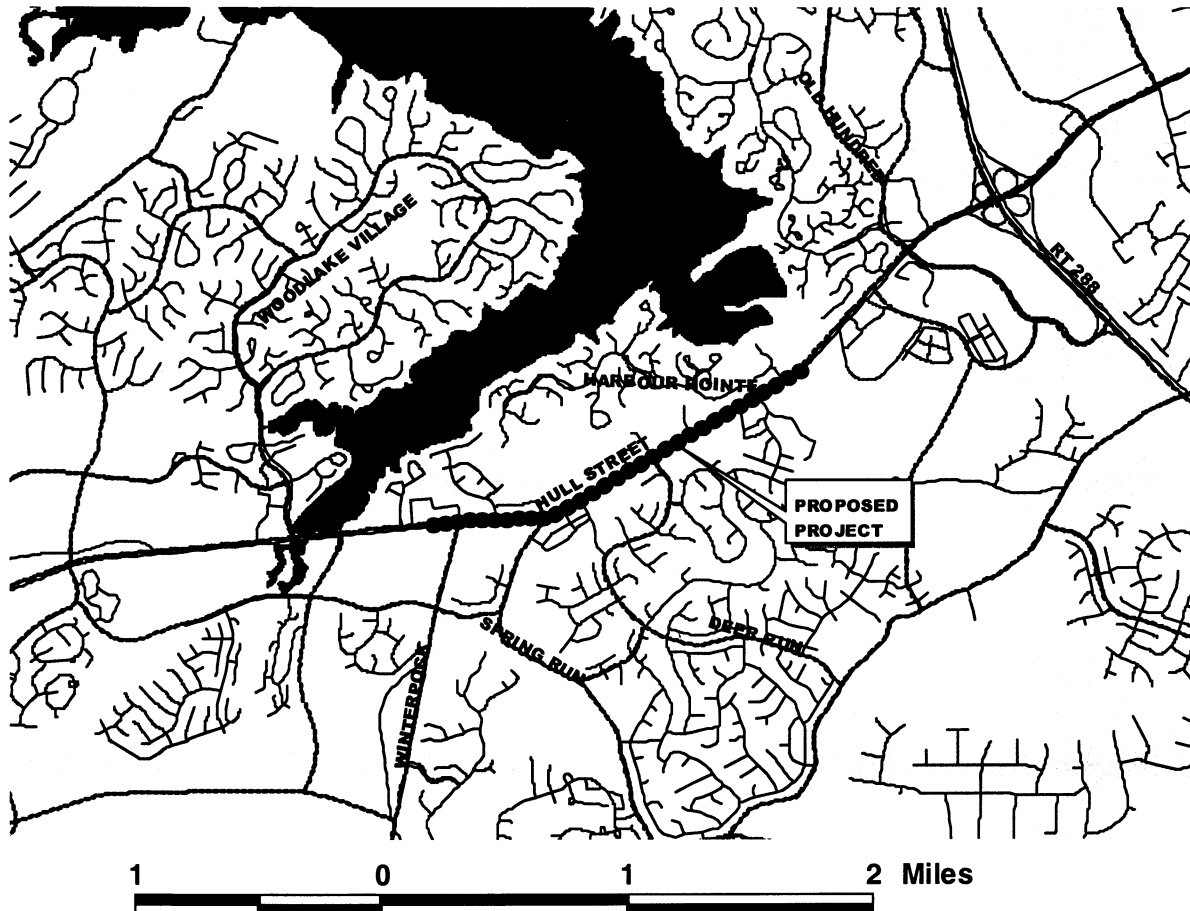 OLD HUNDRED
WOODLAKE VILLAGE
RT 288
HARBOUR POINTE
HULL STREET
PROPOSED
PROJECT
SPRING RUN
DEER RUN
WINTERPOCK
1 0 1 2 Miles